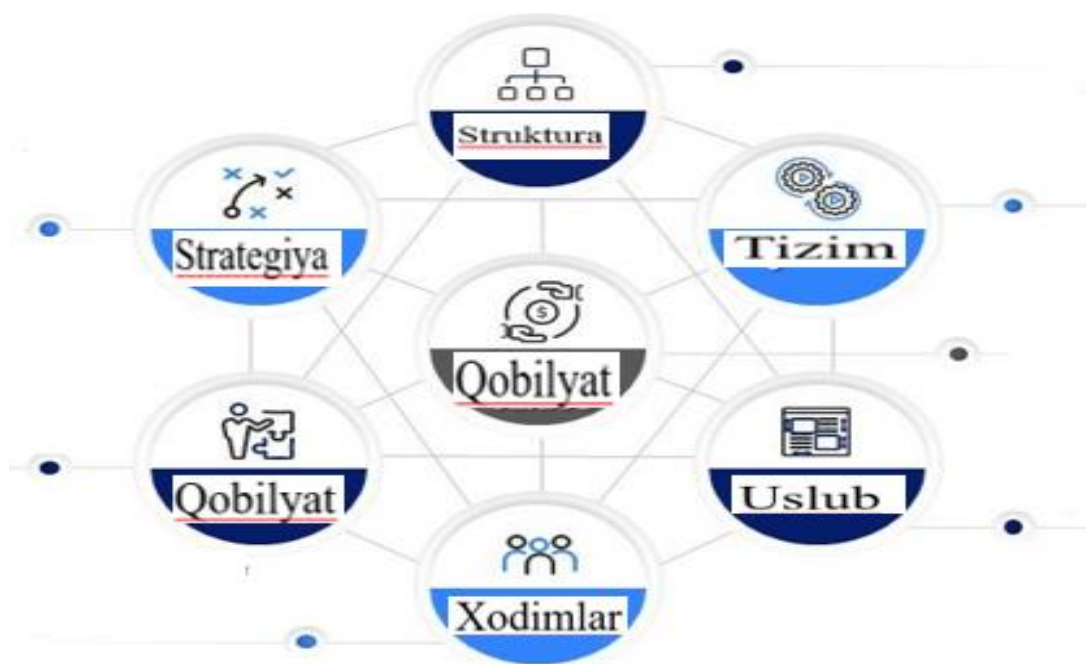 Struktura
Strategiya
Tizim
Qobilyat
Qobilyat
Uslub
Xodimlar